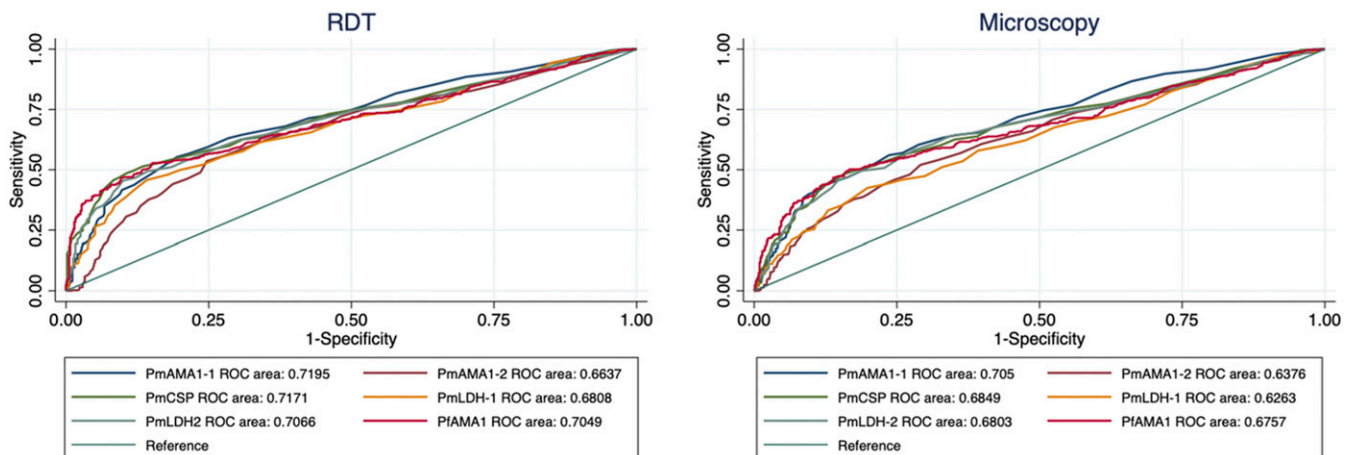 RDT
Sensitivity
1.00
0.75
0.50
0.25
0.00
0.00 0.25 0.50 0.75 1.00
1-Specificity
PmAMA1-1 ROC area: 0.7195 PmAMA1-2 ROC area: 0.6637
PmCSP ROC area: 0.7171 PmLDH-1 ROC area: 0.6808
PmLDH2 ROC area: 0.7066 PfAMA1 ROC area: 0.7049
Reference
Microscopy
Sensitivity
1.00
0.75
0.50
0.25
0.00
0.00 0.25 0.50 0.75 1.00
1-Specificity
PmAMA1-1 ROC area: 0.705 PmAMA1-2 ROC area: 0.6376
PmCSP ROC area: 0.6849 PmLDH-1 ROC area: 0.6263
PmLDH-2 ROC area: 0.6803 PfAMA1 ROC area: 0.6757
Reference